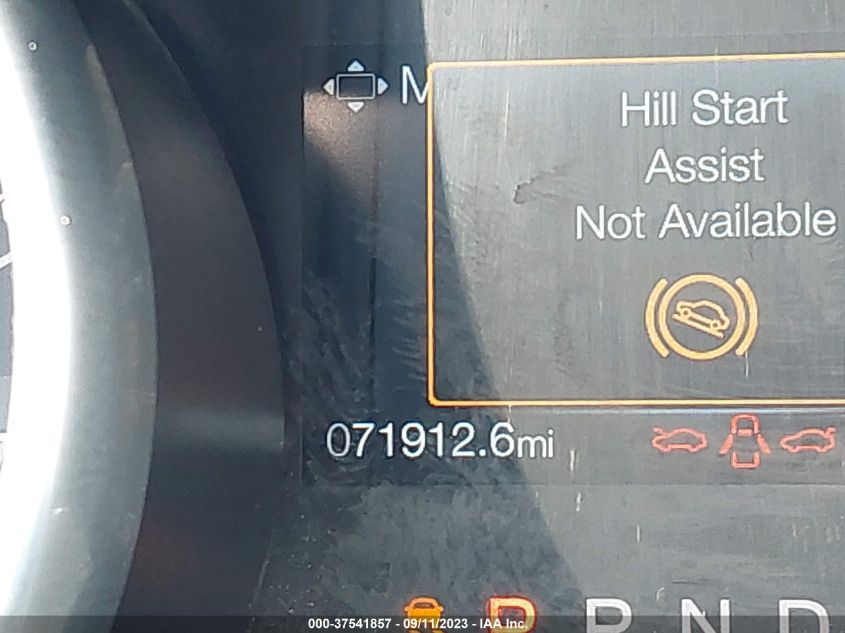 M
Hill Start
Assist
Not Available
071912.6mi
P R N D
000-37541857 - 09/11/2023 - IAA Inc.